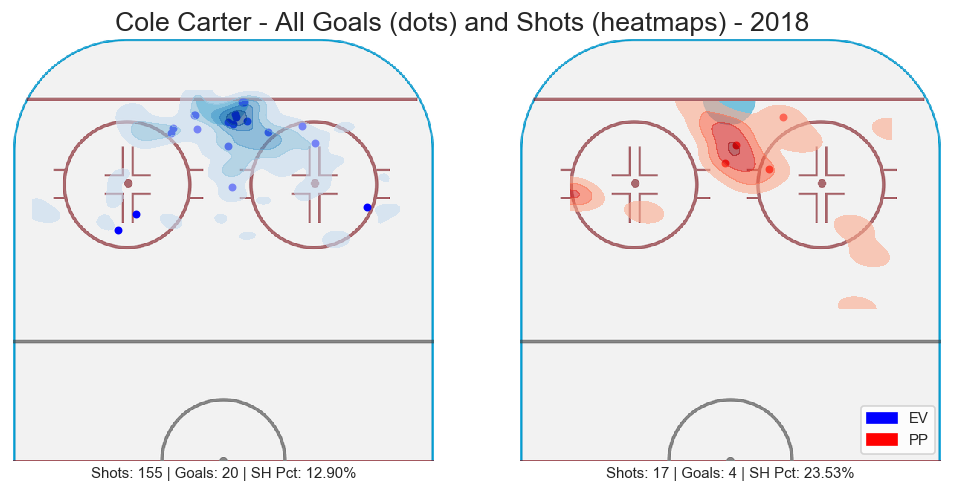 Cole Carter - All Goals (dots) and Shots (heatmaps) - 2018
EV
PP
Shots: 155 | Goals: 20 | SH Pct: 12.90%
Shots: 17 | Goals: 4 | SH Pct: 23.53%